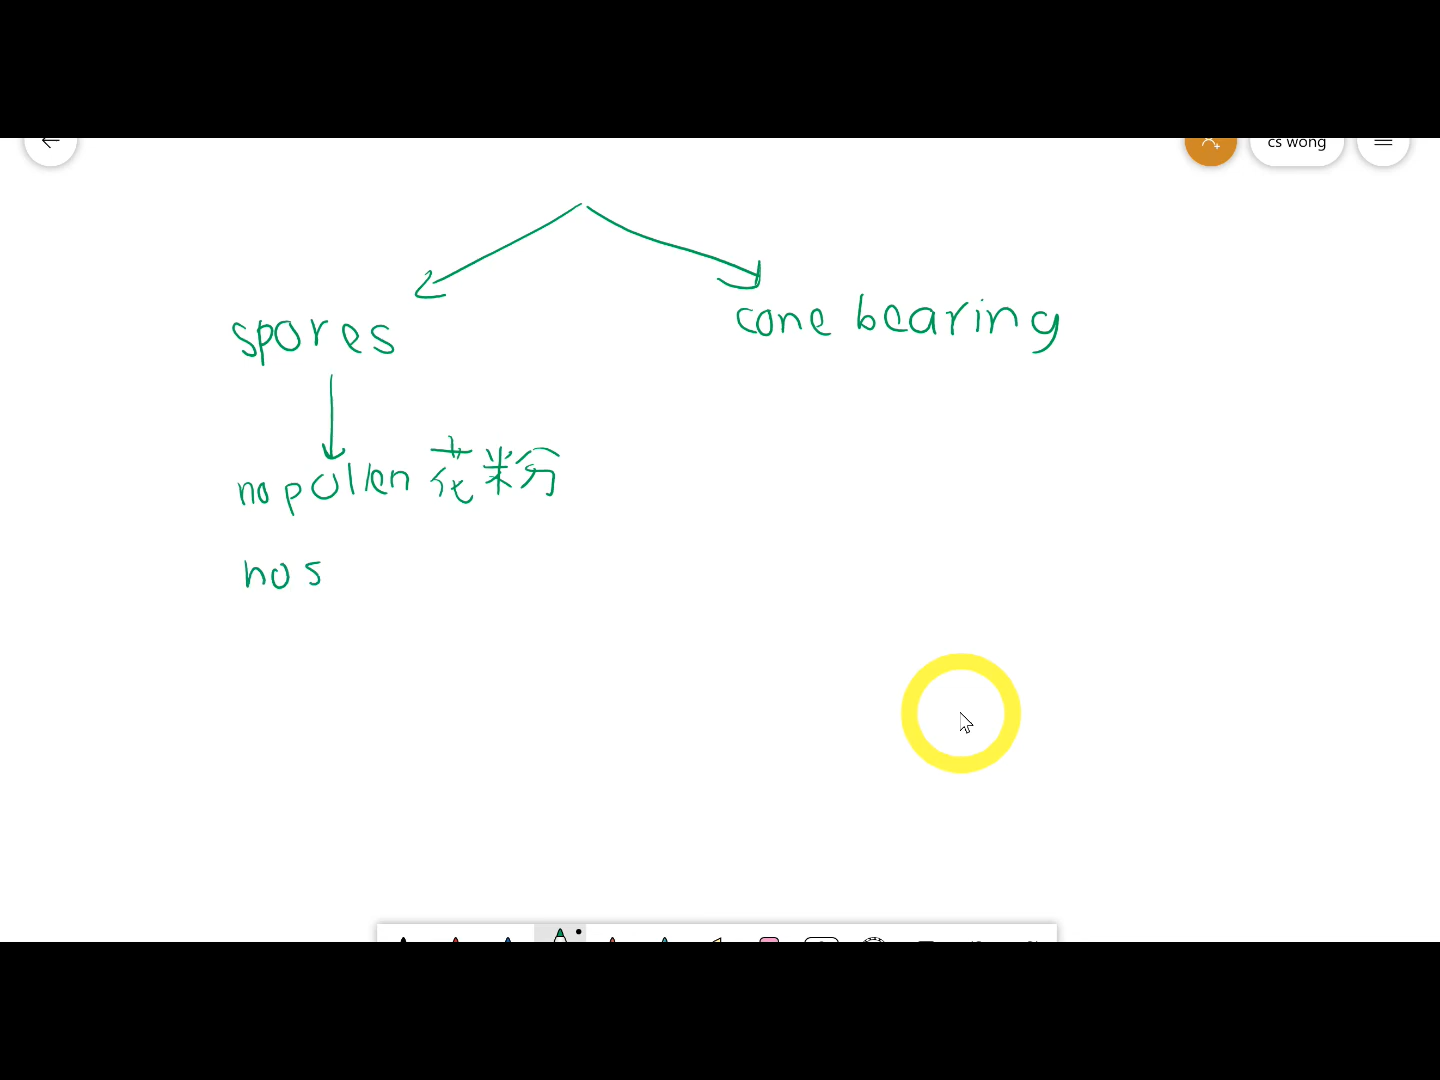 cs wong
spores
cone bearing
no pollen 花粉
no s